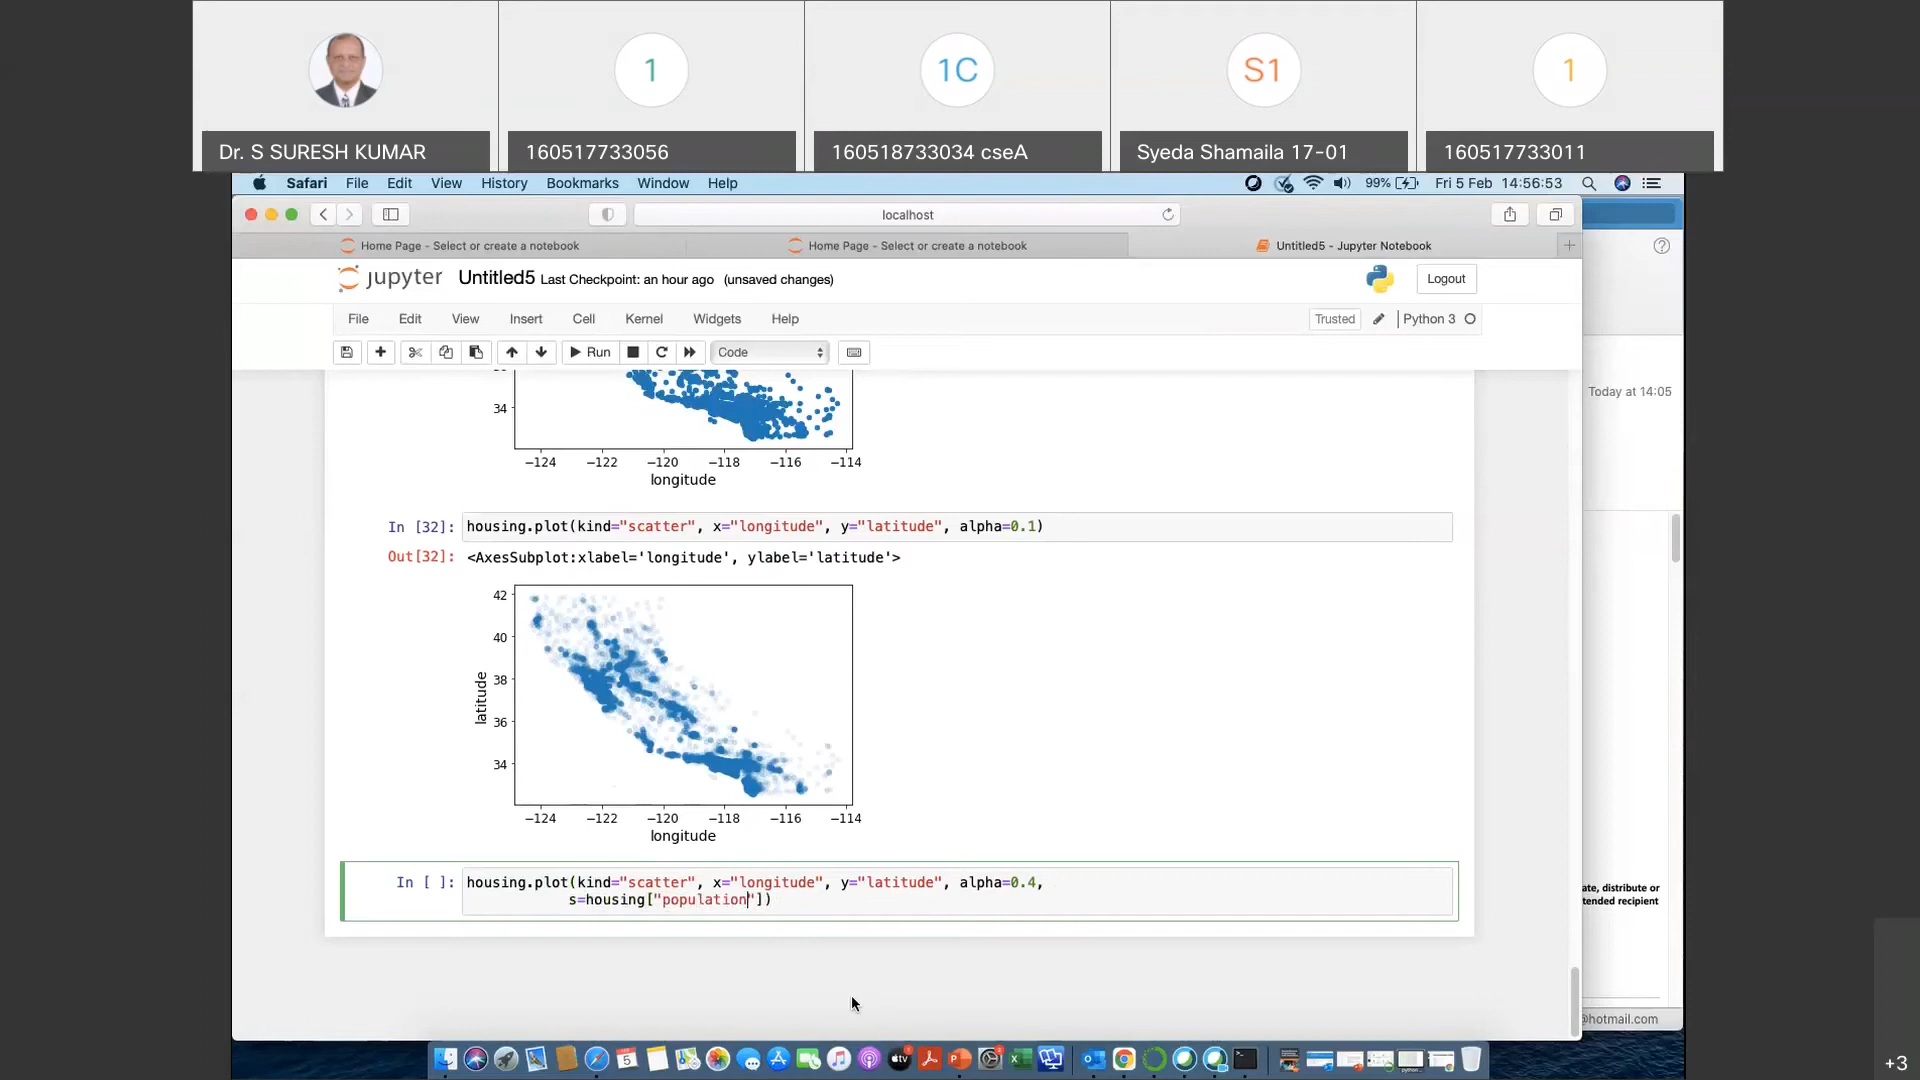 1
1C
S1
1
Dr. S SURESH KUMAR
160517733056
160518733034 cseA
Syeda Shamaila 17-01
160517733011
Safari File Edit View History Bookmarks Window Help
99% Fri 5 Feb 14:56:53
localhost
Home Page - Select or create a notebook
Home Page - Select or create a notebook
Untitled5 - Jupyter Notebook
jupyter Untitled5 Last Checkpoint: an hour ago (unsaved changes)
Logout
File Edit View Insert Cell Kernel Widgets Help
Trusted
Python 3
Run
Code
Today at 14:05
34
−124 −122 −120 −118 −116 −114
longitude
In [32]: housing.plot(kind="scatter", x="longitude", y="latitude", alpha=0.1)
Out[32]: <AxesSubplot:xlabel='longitude', ylabel='latitude'>
42
40
38
36
34
latitude
−124 −122 −120 −118 −116 −114
longitude
In [ ]: housing.plot(kind="scatter", x="longitude", y="latitude", alpha=0.4,
s=housing["population"])
ate, distribute or
tended recipient
@hotmail.com
+3